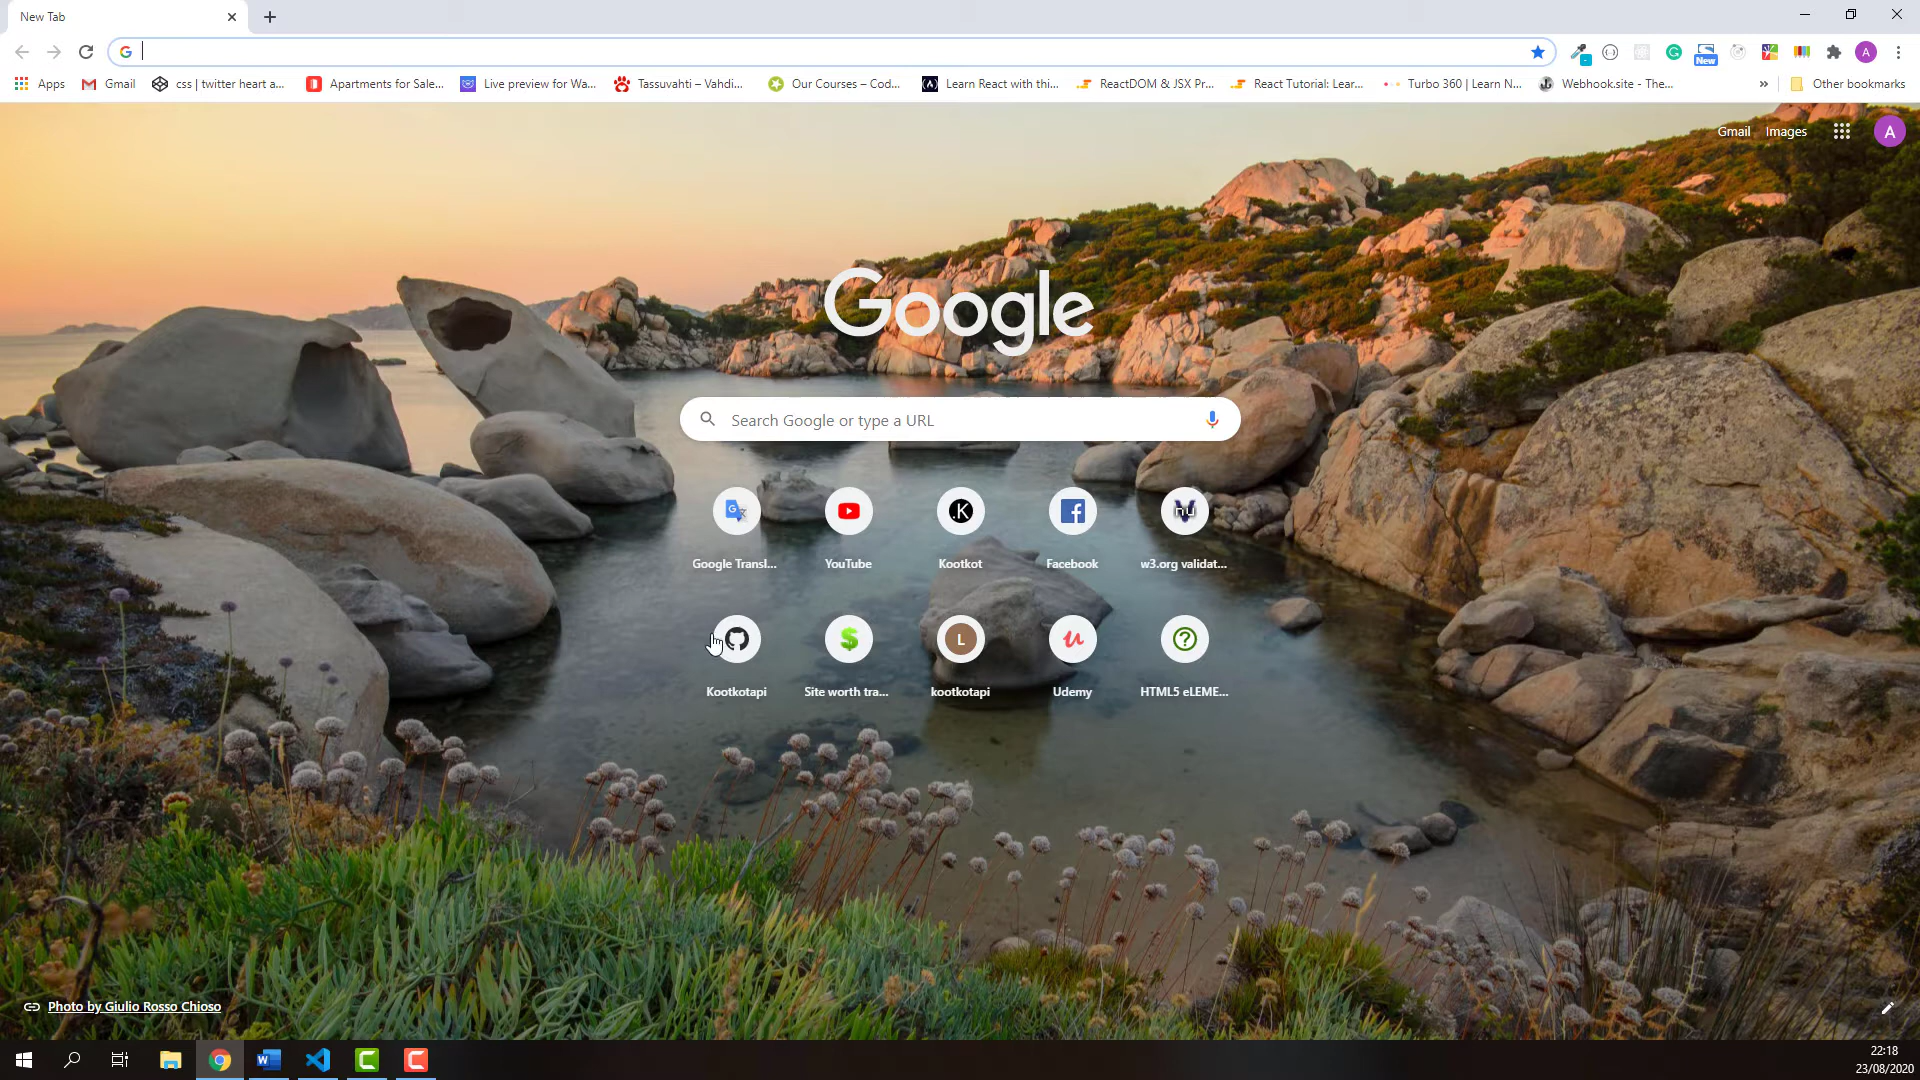 New Tab
Apps
Gmail
css | twitter heart a...
Apartments for Sale...
Live preview for Wa...
Tassuvahti – Vahdi...
Our Courses – Cod...
Learn React with thi...
ReactDOM & JSX Pr...
React Tutorial: Lear...
Turbo 360 | Learn N...
Webhook.site - The...
»
Other bookmarks
New
A
Gmail
Images
A
Google
Search Google or type a URL
Google Transl...
YouTube
.K
Kootkot
Facebook
nu
w3.org validat...
Kootkotapi
Site worth tra...
L
kootkotapi
Udemy
HTML5 eLEME...
Photo by Giulio Rosso Chioso
22:18
23/08/2020